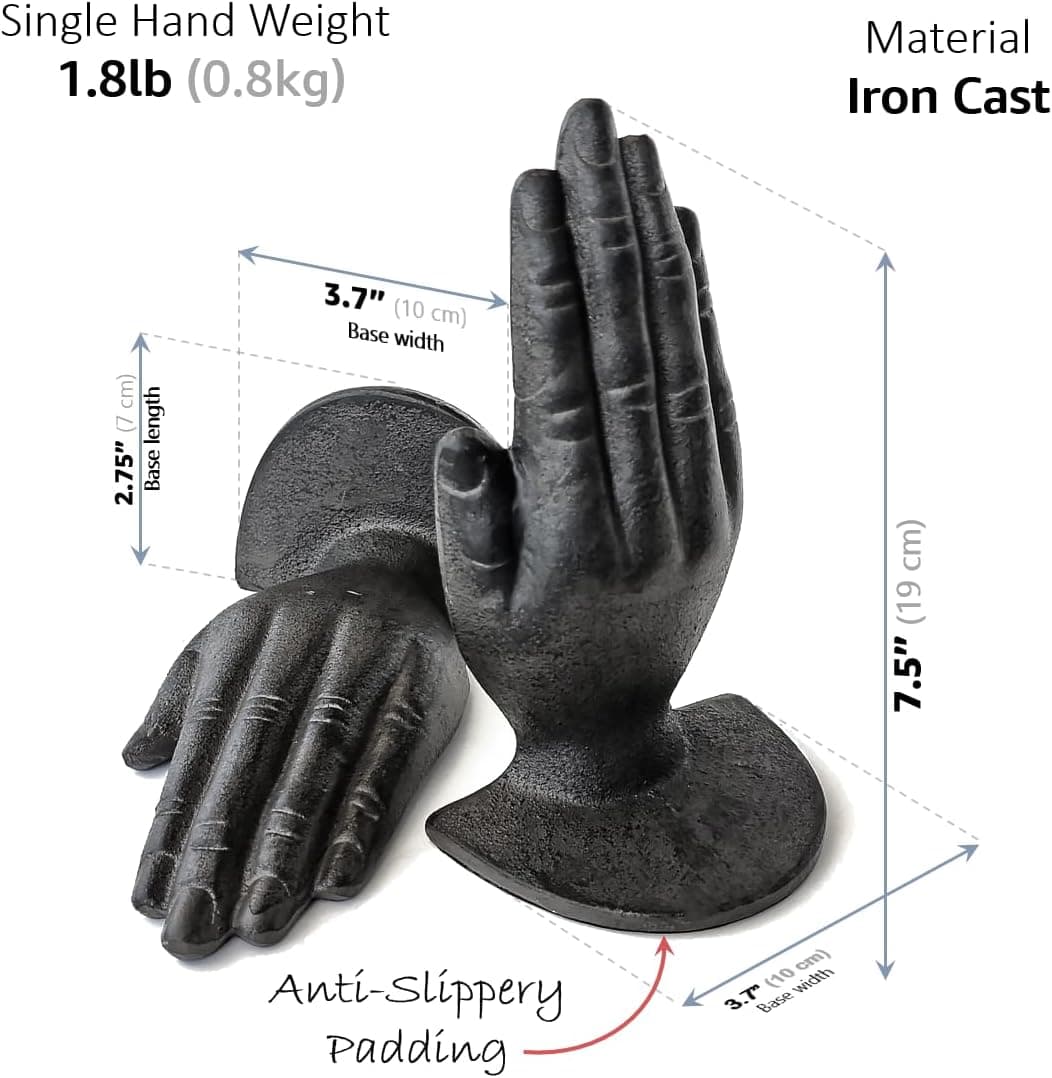 Single Hand Weight
1.8lb (0.8kg)
Material
Iron Cast
3.7" (10 cm)
Base width
2.75" (7 cm)
Base length
7.5" (19 cm)
3.7" (10 cm)
Base width
Anti-Slippery
Padding